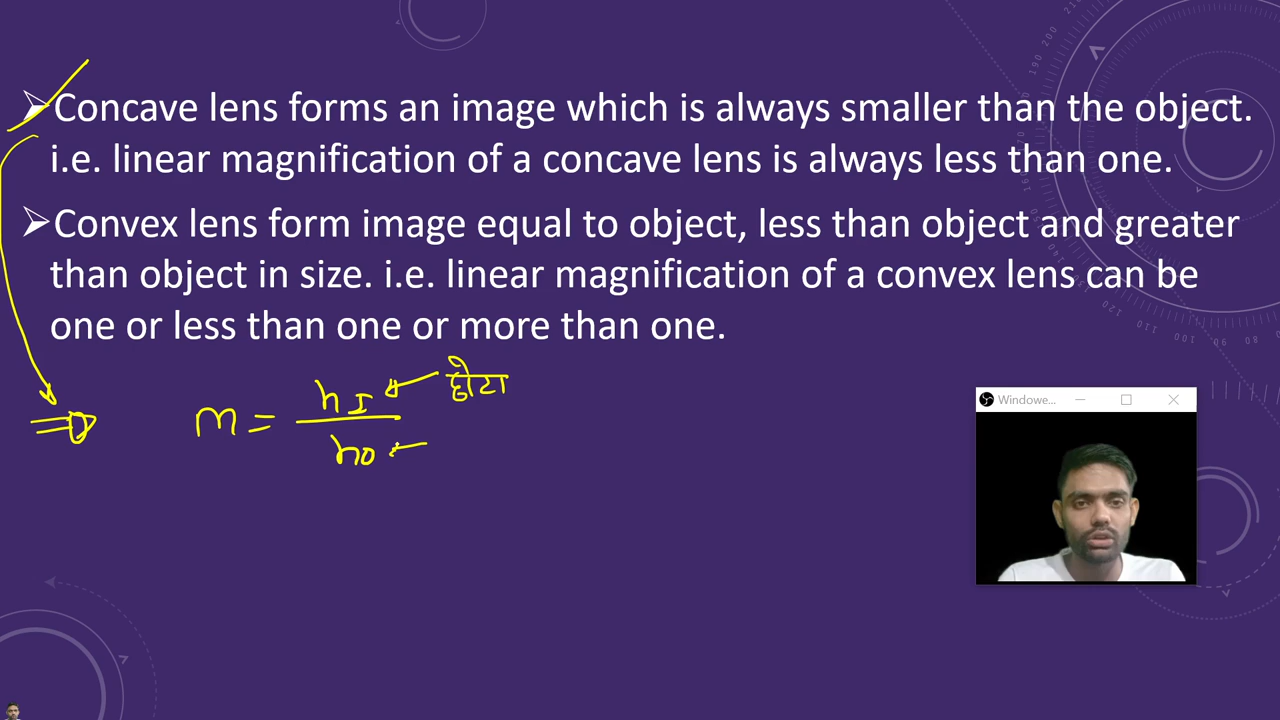 Concave lens forms an image which is always smaller than the object.
i.e. linear magnification of a concave lens is always less than one.
Convex lens form image equal to object, less than object and greater
than object in size. i.e. linear magnification of a convex lens can be
one or less than one or more than one.
m = hI / ho
छोटा
Windowe...